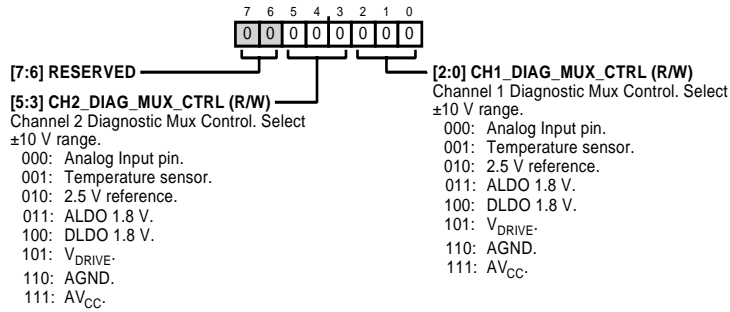 7 6 5 4 3 2 1 0
0 0 0 0 0 0 0 0
[7:6] RESERVED
[5:3] CH2_DIAG_MUX_CTRL (R/W)
Channel 2 Diagnostic Mux Control. Select
±10 V range.
000: Analog Input pin.
001: Temperature sensor.
010: 2.5 V reference.
011: ALDO 1.8 V.
100: DLDO 1.8 V.
101: VDRIVE.
110: AGND.
111: AVCC.
[2:0] CH1_DIAG_MUX_CTRL (R/W)
Channel 1 Diagnostic Mux Control. Select
±10 V range.
000: Analog Input pin.
001: Temperature sensor.
010: 2.5 V reference.
011: ALDO 1.8 V.
100: DLDO 1.8 V.
101: VDRIVE.
110: AGND.
111: AVCC.